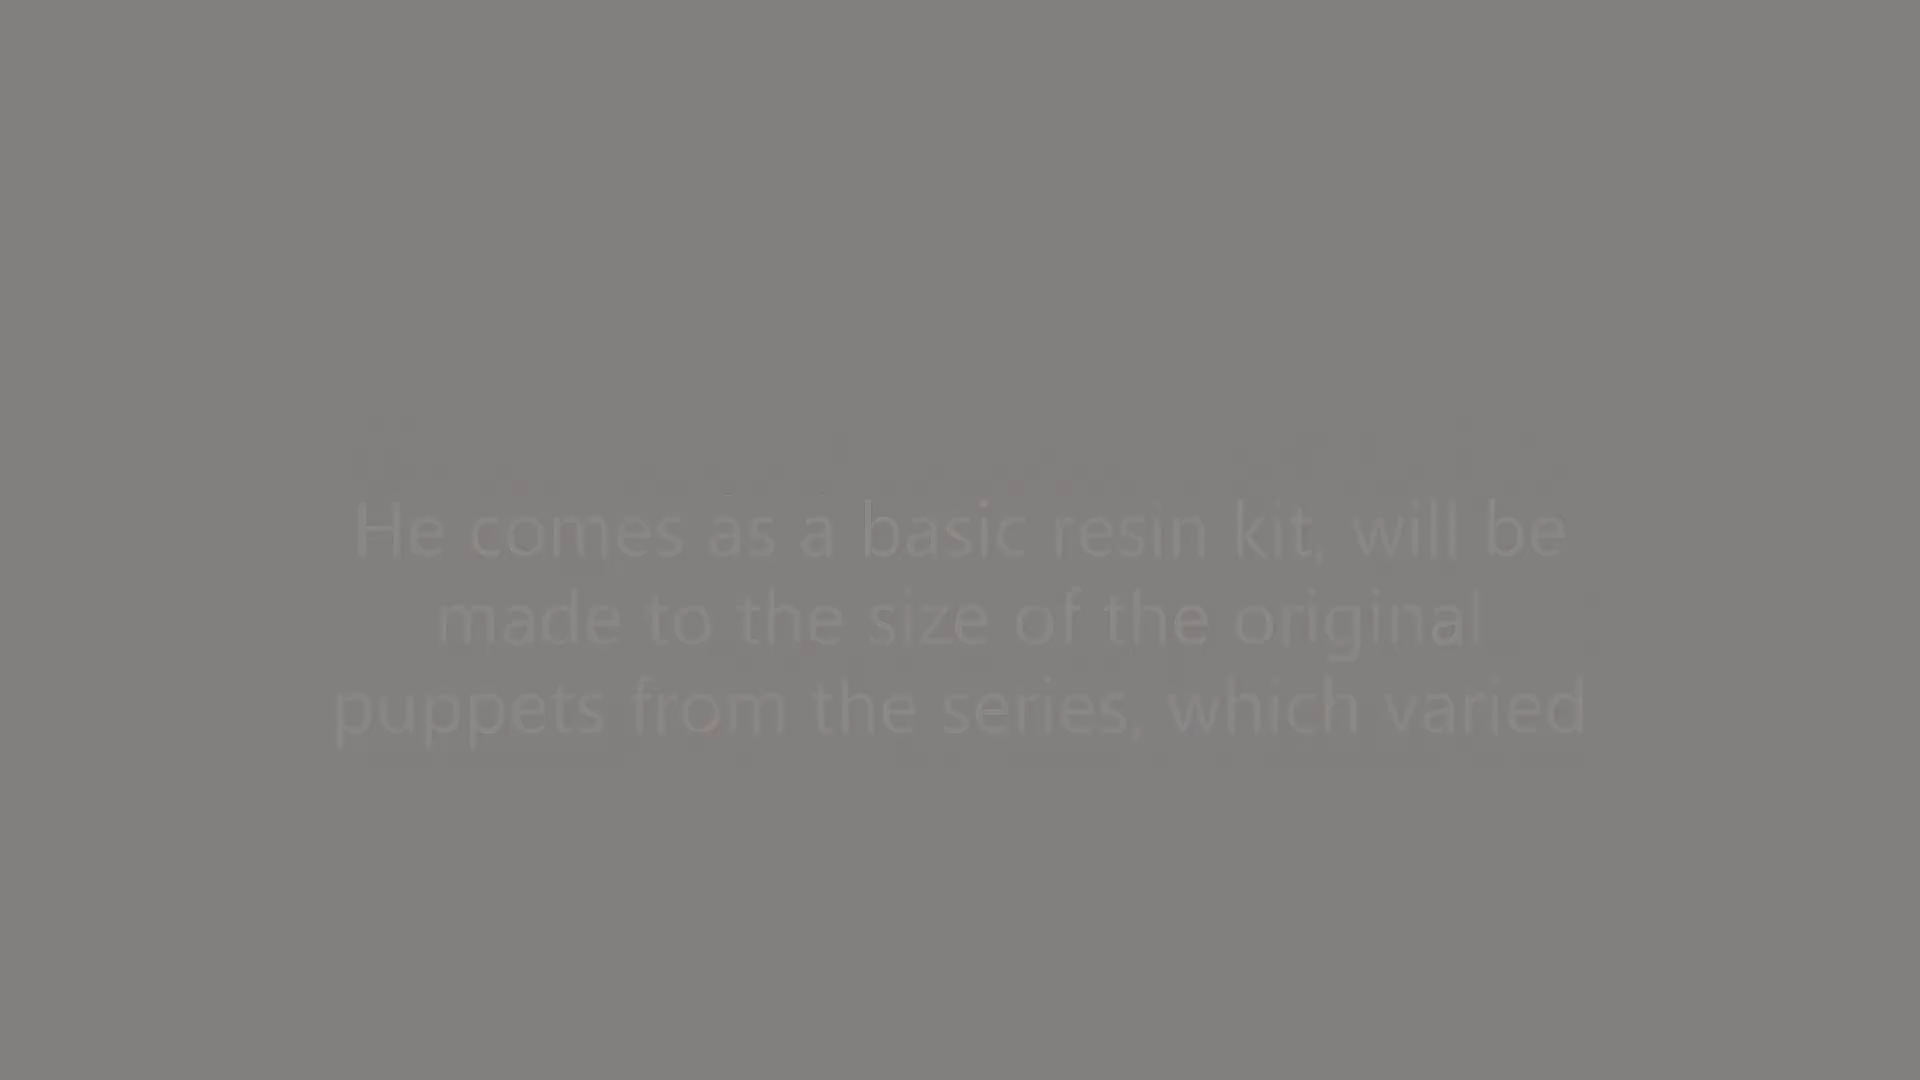 He comes as a basic resin kit, will be
made to the size of the original
puppets from the series, which varied